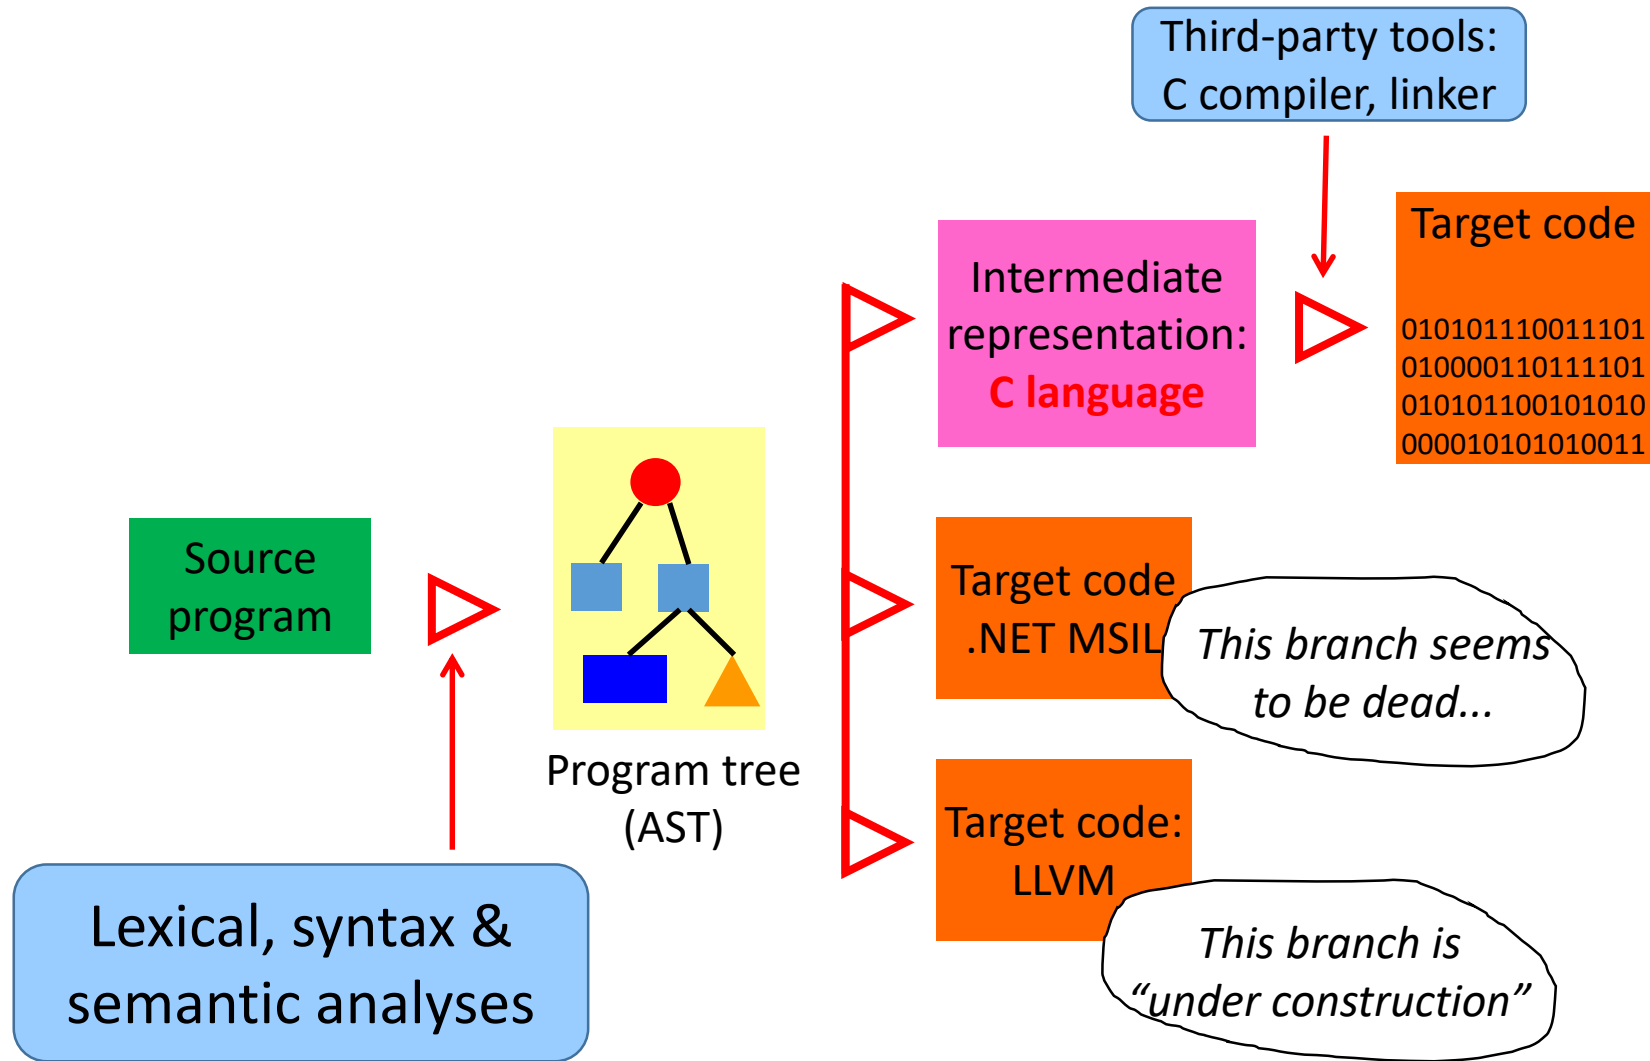 Third-party tools:
C compiler, linker
Target code
010101110011101
010000110111101
010101100101010
000010101010011
Intermediate
representation:
C language
Source
program
Program tree
(AST)
Target code
.NET MSIL
This branch seems
to be dead...
Target code:
LLVM
This branch is
“under construction”
Lexical, syntax &
semantic analyses